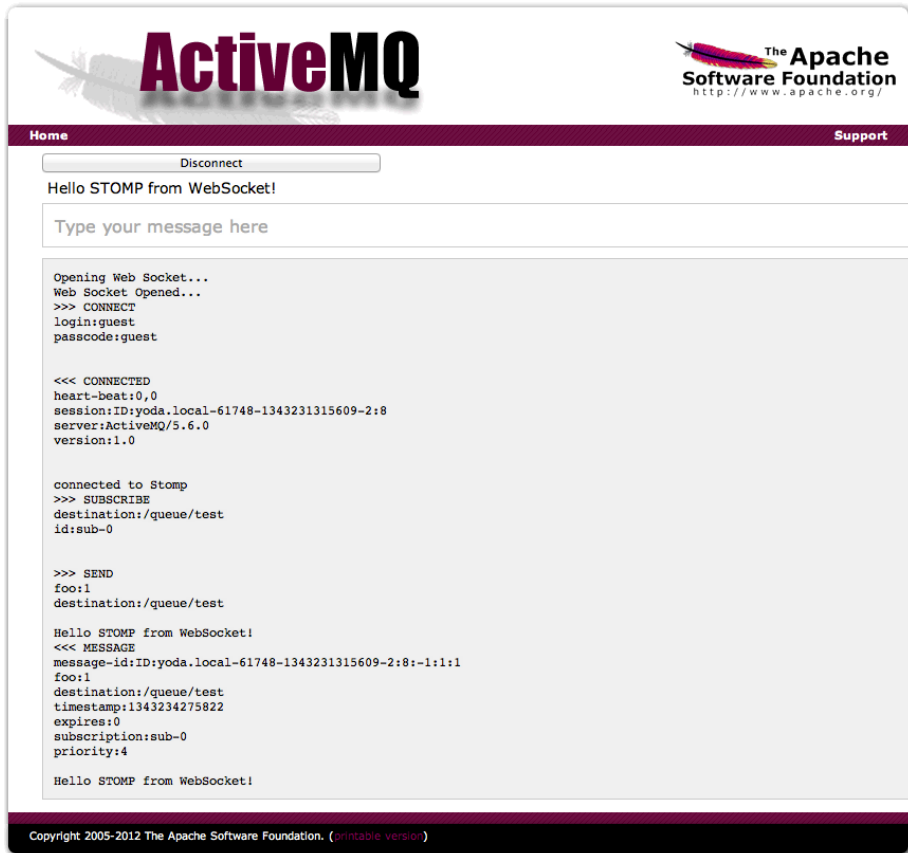 ActiveMQ
The Apache
Software Foundation
http://www.apache.org/
Home Support
Disconnect
Hello STOMP from WebSocket!
Type your message here
Opening Web Socket...
Web Socket Opened...
>>> CONNECT
login:guest
passcode:guest
<<< CONNECTED
heart-beat:0,0
session:ID:yoda.local-61748-1343231315609-2:8
server:ActiveMQ/5.6.0
version:1.0
connected to Stomp
>>> SUBSCRIBE
destination:/queue/test
id:sub-0
>>> SEND
foo:1
destination:/queue/test
Hello STOMP from WebSocket!
<<< MESSAGE
message-id:ID:yoda.local-61748-1343231315609-2:8:-1:1:1
foo:1
destination:/queue/test
timestamp:1343234275822
expires:0
subscription:sub-0
priority:4
Hello STOMP from WebSocket!
Copyright 2005-2012 The Apache Software Foundation. (printable version)